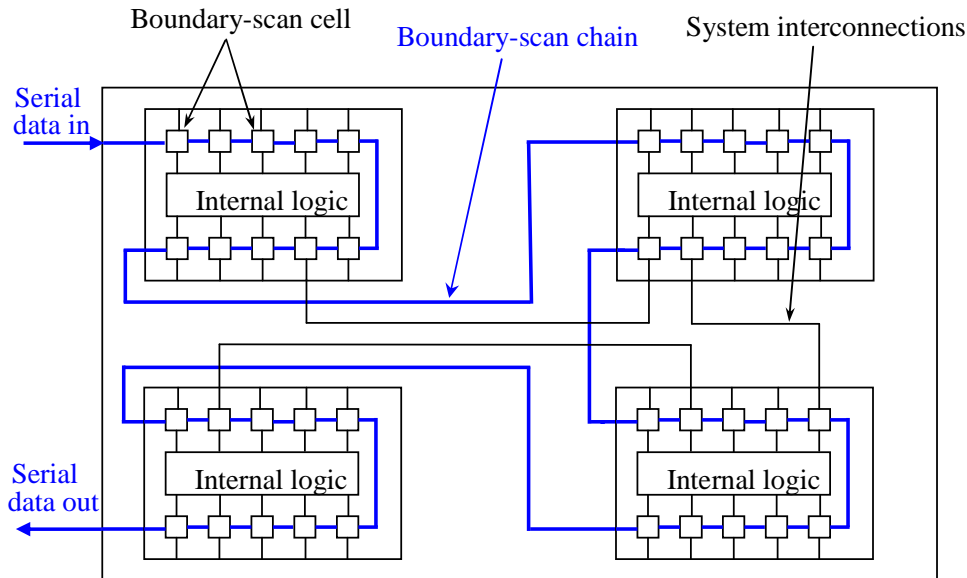 Boundary-scan cell
Boundary-scan chain
System interconnections
Serial
data in
Internal logic
Internal logic
Internal logic
Internal logic
Serial
data out